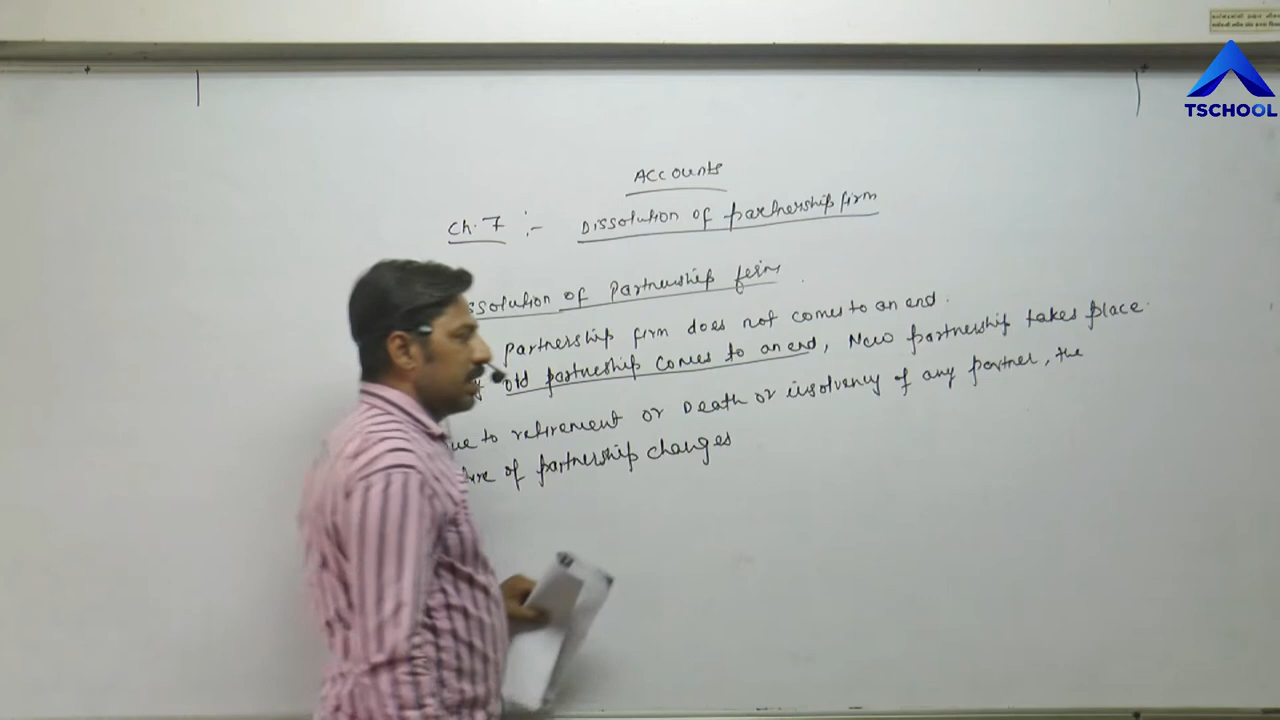 TSCHOOL
Accounts
Ch. 7 :- Dissolution of partnership firm
ssolution of Partnership firm
partnership firm does not comes to an end.
old partnership comes to an end, New partnership takes place.
ue to retirement or Death or insolvency of any partner, the
ure of partnership changes